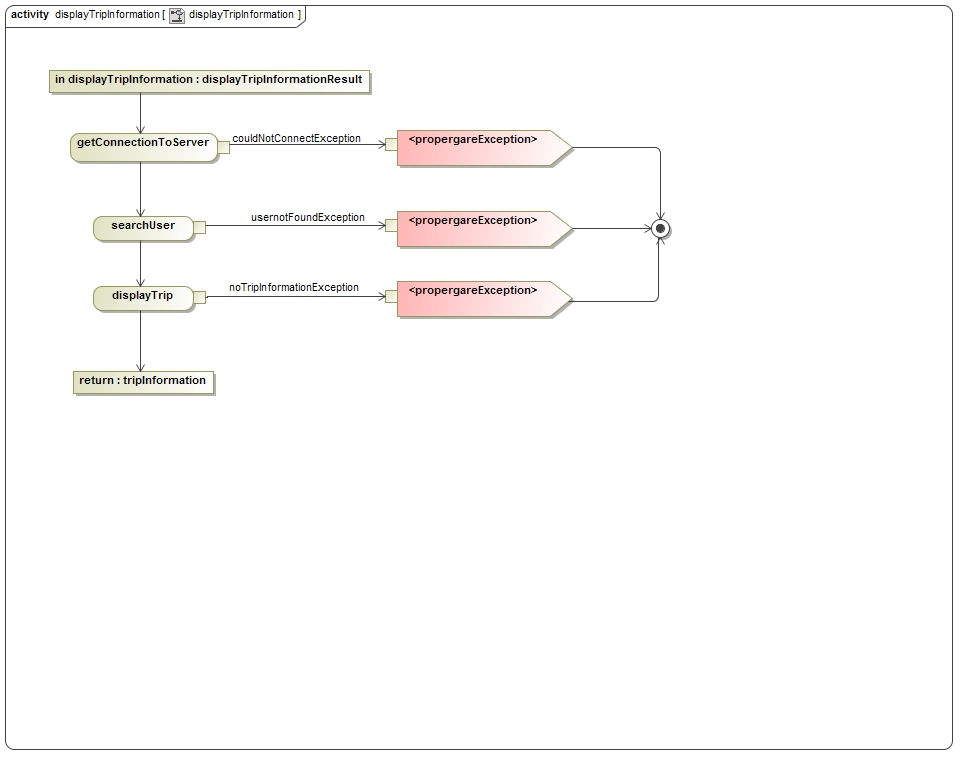 activity displayTripInformation [ displayTripInformation ]
in displayTripInformation : displayTripInformationResult
getConnectionToServer
couldNotConnectException
<propergareException>
searchUser
usernotFoundException
<propergareException>
displayTrip
noTripInformationException
<propergareException>
return : tripInformation